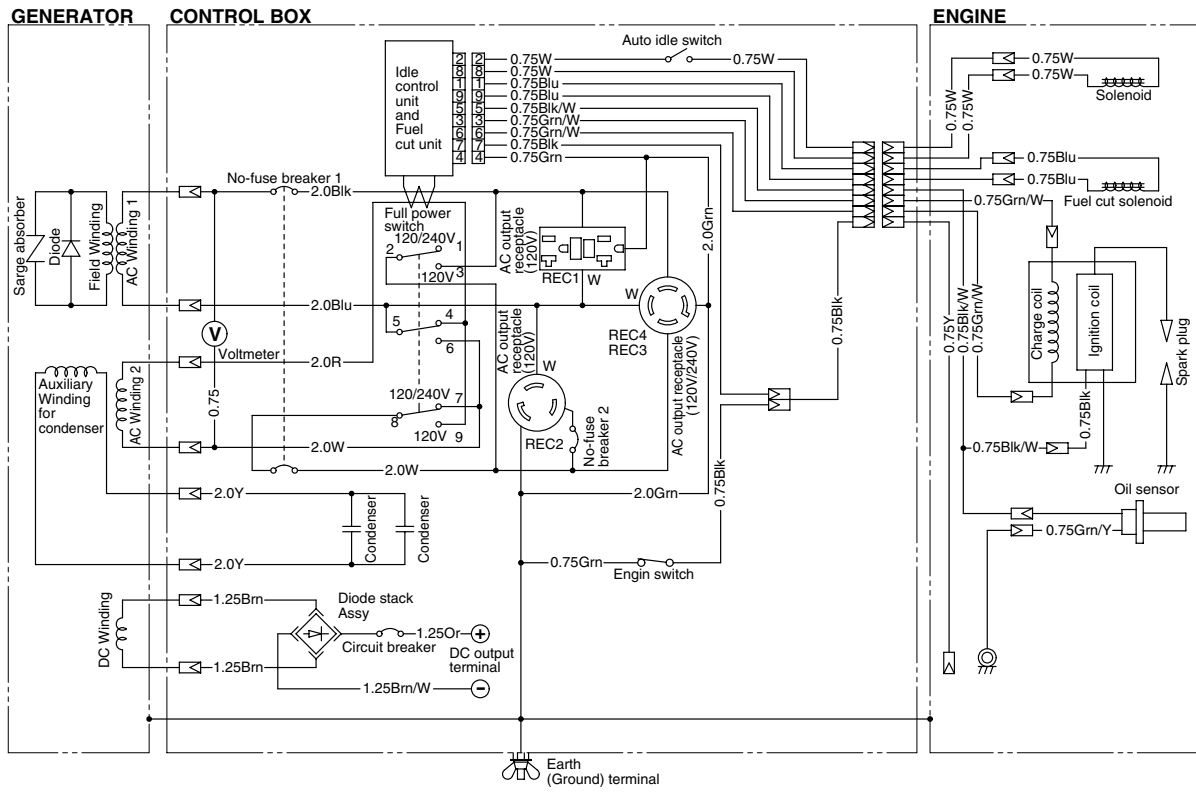 GENERATOR
CONTROL BOX
ENGINE
Auto idle switch
Idle
control
unit
and
Fuel
cut unit
2 2 0.75W
0.75W
8 8 0.75W
1 1 0.75Blu
9 9 0.75Blu
5 5 0.75Blk/W
3 3 0.75Grn/W
6 6 0.75Grn/W
7 7 0.75Blk
4 4 0.75Grn
0.75W
0.75W
Solenoid
0.75W
0.75W
0.75Blu
0.75Blu
Fuel cut solenoid
0.75Grn/W
No-fuse breaker 1
2.0Blk
Full power
switch
120/240V
1
2
120V
3
AC output
receptacle
(120V)
REC1
W
2.0Grn
Sarge absorber
Diode
Field Winding
AC Winding 1
2.0Blu
V
Voltmeter
4
5
6
W
REC4
REC3
AC output receptacle
(120V/240V)
AC output
receptacle
(120V)
W
REC2
No-fuse
breaker 2
0.75Blk
0.75Y
0.75Blk/W
0.75Grn/W
Charge coil
Ignition coil
Spark plug
0.75Blk
2.0R
Auxiliary
Winding
for
condenser
AC Winding 2
0.75
120/240V
7
8
120V
9
2.0W
2.0W
0.75Blk/W
2.0Y
2.0Grn
0.75Blk
Condenser
Condenser
2.0Y
0.75Grn
Engin switch
Oil sensor
0.75Grn/Y
DC Winding
1.25Brn
Diode stack
Assy
1.25Or
+
Circuit breaker
DC output
terminal
1.25Brn
1.25Brn/W
−
Earth
(Ground) terminal